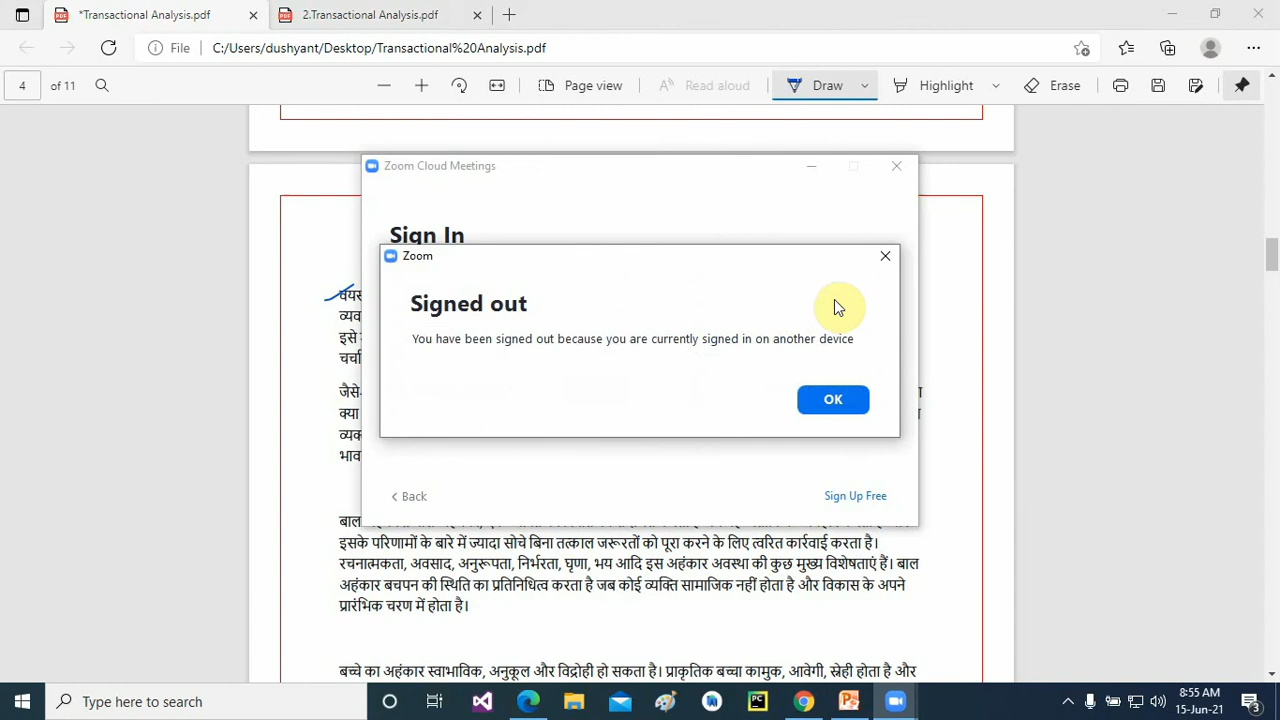 *Transactional Analysis.pdf
2.Transactional Analysis.pdf
File C:/Users/dushyant/Desktop/Transactional%20Analysis.pdf
4 of 11 Page view Read aloud Draw Highlight Erase
Zoom Cloud Meetings
Sign In
Zoom
Signed out
You have been signed out because you are currently signed in on another device
OK
< Back
Sign Up Free
व्यव
इसे
चर्चा
जैसे-
क्या
भाव
बाल
इसके परिणामों के बारे में ज्यादा सोचे बिना तत्काल जरूरतों को पूरा करने के लिए त्वरित कार्रवाई करता है।
रचनात्मकता, अवसाद, अनुरूपता, निर्भरता, घृणा, भय आदि इस अहंकार अवस्था की कुछ मुख्य विशेषताएं हैं। बाल
अहंकार बचपन की स्थिति का प्रतिनिधित्व करता है जब कोई व्यक्ति सामाजिक नहीं होता है और विकास के अपने
प्रारंभिक चरण में होता है।
बच्चे का अहंकार स्वाभाविक, अनुकूल और विद्रोही हो सकता है। प्राकृतिक बच्चा कामुक, आवेगी, स्नेही होता है और
Type here to search
PC
8:55 AM
15-Jun-21
3